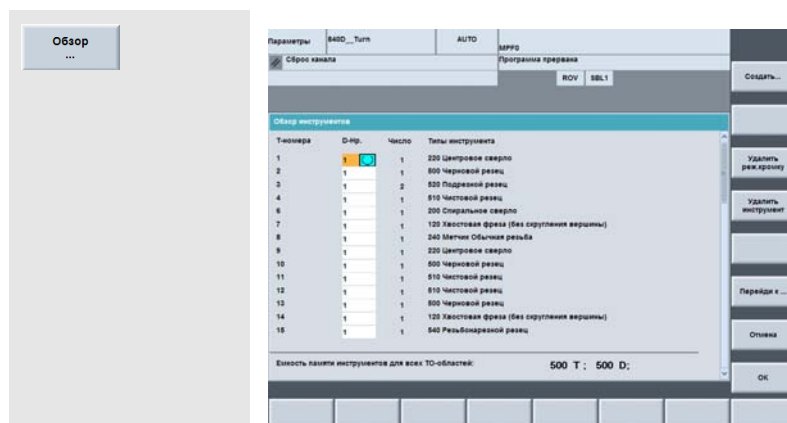 Обзор
...
Параметры 840D__Turn AUTO MPF0
Сброс канала Программа прервана
ROV SBL1
Обзор инструментов
Т-номера D-Нр. Число Типы инструмента
1 1 1 220 Центровое сверло
2 1 1 500 Черновой резец
3 1 2 520 Подрезной резец
4 1 1 510 Чистовой резец
6 1 1 200 Спиральное сверло
7 1 1 120 Хвостовая фреза (без скругления вершины)
8 1 1 240 Метчик Обычная резьба
9 1 1 220 Центровое сверло
10 1 1 500 Черновой резец
11 1 1 510 Чистовой резец
12 1 1 510 Чистовой резец
13 1 1 500 Черновой резец
14 1 1 120 Хвостовая фреза (без скругления вершины)
15 1 1 540 Резьбонарезной резец
Емкость памяти инструментов для всех ТО-областей: 500 T ; 500 D;
Создать...
Удалить
реж.кромку
Удалить
инструмент
Перейди к ...
Отмена
OK